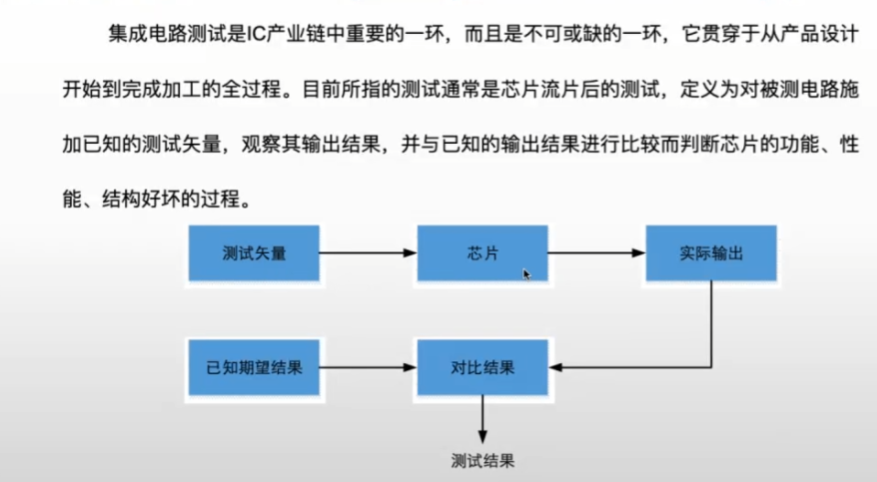 集成电路测试是IC产业链中重要的一环，而且是不可或缺的一环，它贯穿于从产品设计
开始到完成加工的全过程。目前所指的测试通常是芯片流片后的测试，定义为对被测电路施
加已知的测试矢量，观察其输出结果，并与已知的输出结果进行比较而判断芯片的功能、性
能、结构好坏的过程。
测试矢量
芯片
实际输出
已知期望结果
对比结果
测试结果